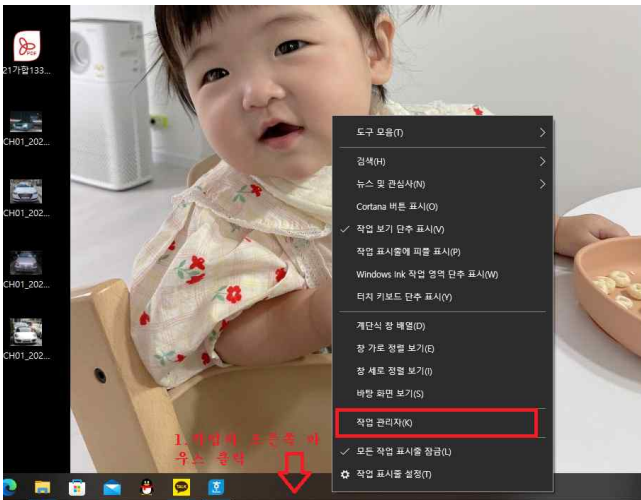 21가합133...
CH01_202...
CH01_202...
CH01_202...
CH01_202...
도구 모음(T)
검색(H)
뉴스 및 관심사(N)
Cortana 버튼 표시(O)
작업 보기 단추 표시(V)
작업 표시줄에 피플 표시(P)
Windows Ink 작업 영역 단추 표시(W)
터치 키보드 단추 표시(Y)
계단식 창 배열(D)
창 가로 정렬 보기(E)
창 세로 정렬 보기(I)
바탕 화면 보기(S)
작업 관리자(K)
모든 작업 표시줄 잠금(L)
작업 표시줄 설정(T)
1.작업바 오른쪽 마
우스 클릭
PDF
TALK